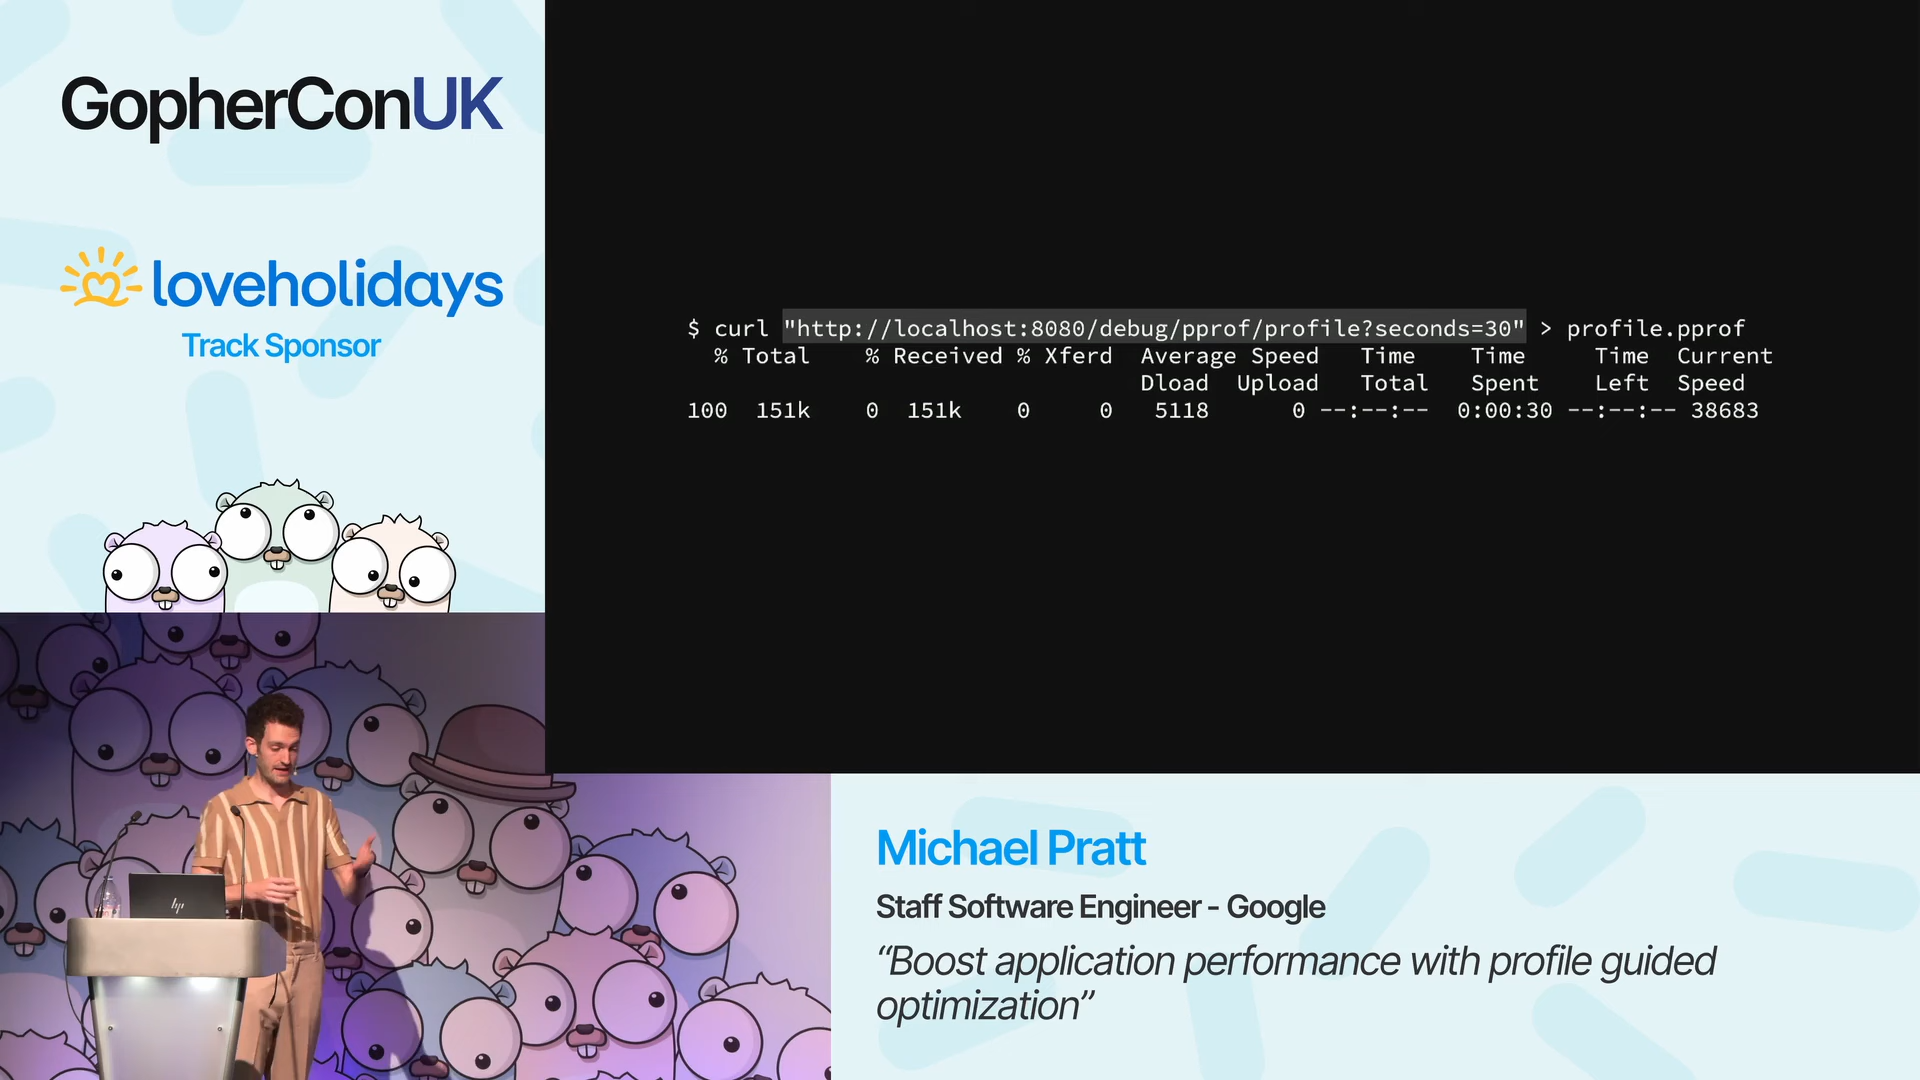 GopherConUK
loveholidays
Track Sponsor
$ curl "http://localhost:8080/debug/pprof/profile?seconds=30" > profile.pprof
% Total % Received % Xferd Average Speed Time Time Time Current
Dload Upload Total Spent Left Speed
100 151k 0 151k 0 0 5118 0 --:--:-- 0:00:30 --:--:-- 38683
hp
Michael Pratt
Staff Software Engineer - Google
“Boost application performance with profile guided
optimization”